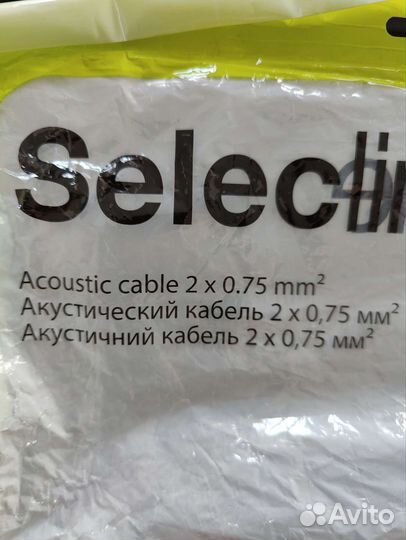 Selecline
Acoustic cable 2 x 0.75 mm²
Акустический кабель 2 x 0,75 мм²
Акустичний кабель 2 x 0,75 мм²
Avito